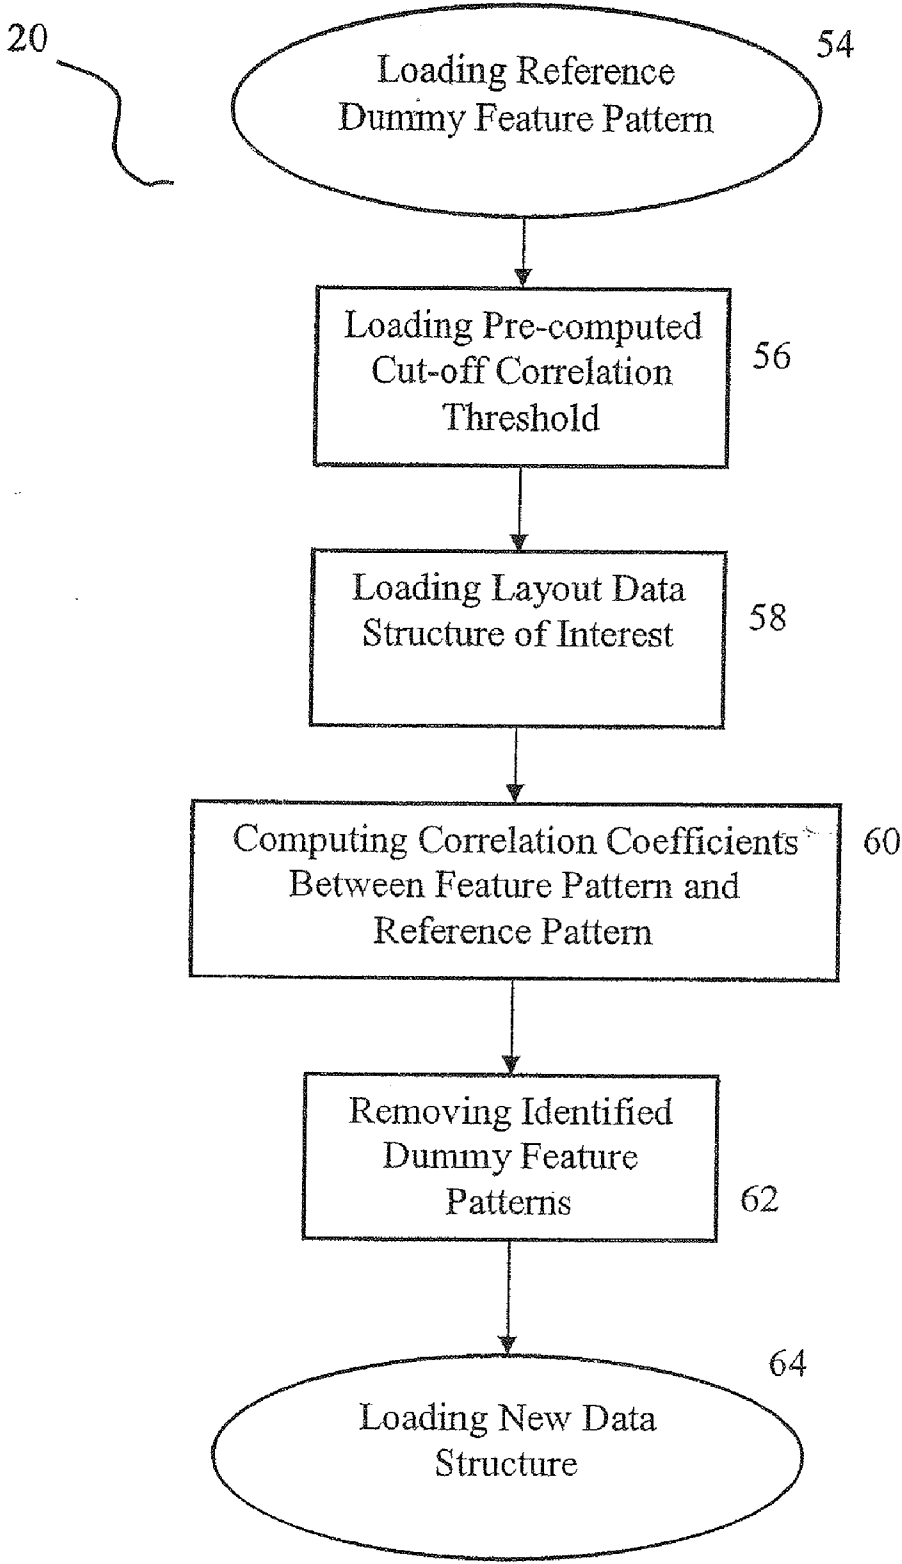 20
54
Loading Reference
Dummy Feature Pattern
Loading Pre-computed
Cut-off Correlation
Threshold
56
Loading Layout Data
Structure of Interest
58
Computing Correlation Coefficients
Between Feature Pattern and
Reference Pattern
60
Removing Identified
Dummy Feature
Patterns
62
64
Loading New Data
Structure